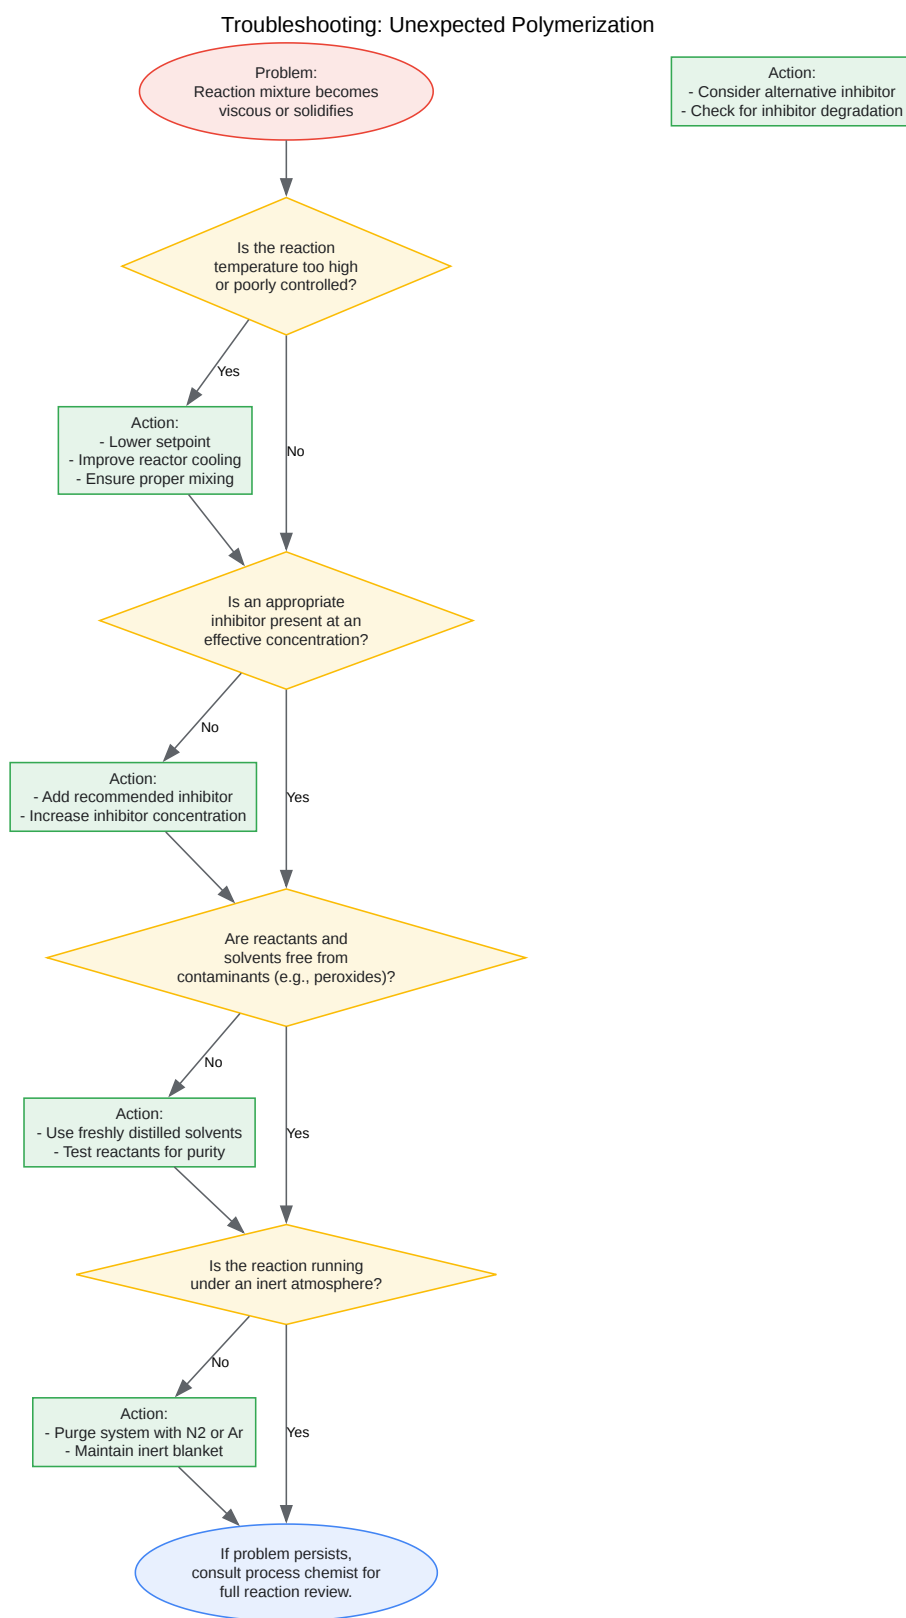 Troubleshooting: Unexpected Polymerization
Problem:
Reaction mixture becomes
viscous or solidifies
Action:
- Consider alternative inhibitor
- Check for inhibitor degradation
Is the reaction
temperature too high
or poorly controlled?
Yes
No
Action:
- Lower setpoint
- Improve reactor cooling
- Ensure proper mixing
Is an appropriate
inhibitor present at an
effective concentration?
No
Yes
Action:
- Add recommended inhibitor
- Increase inhibitor concentration
Are reactants and
solvents free from
contaminants (e.g., peroxides)?
No
Yes
Action:
- Use freshly distilled solvents
- Test reactants for purity
Is the reaction running
under an inert atmosphere?
No
Yes
Action:
- Purge system with N2 or Ar
- Maintain inert blanket
If problem persists,
consult process chemist for
full reaction review.